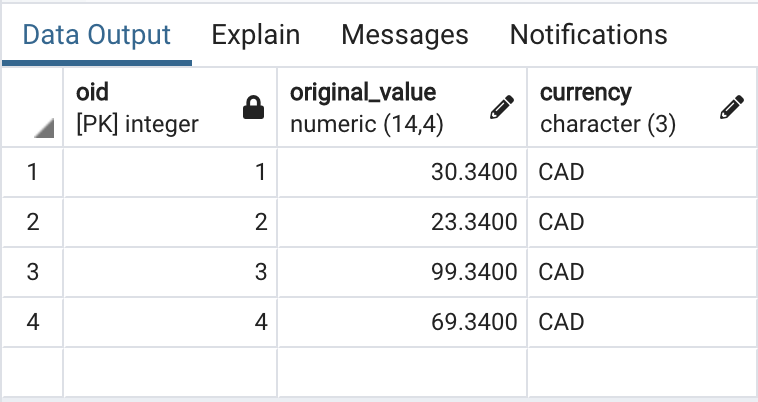 Data Output Explain Messages Notifications
oid original_value currency
[PK] integer numeric (14,4) character (3)
1 1 30.3400 CAD
2 2 23.3400 CAD
3 3 99.3400 CAD
4 4 69.3400 CAD